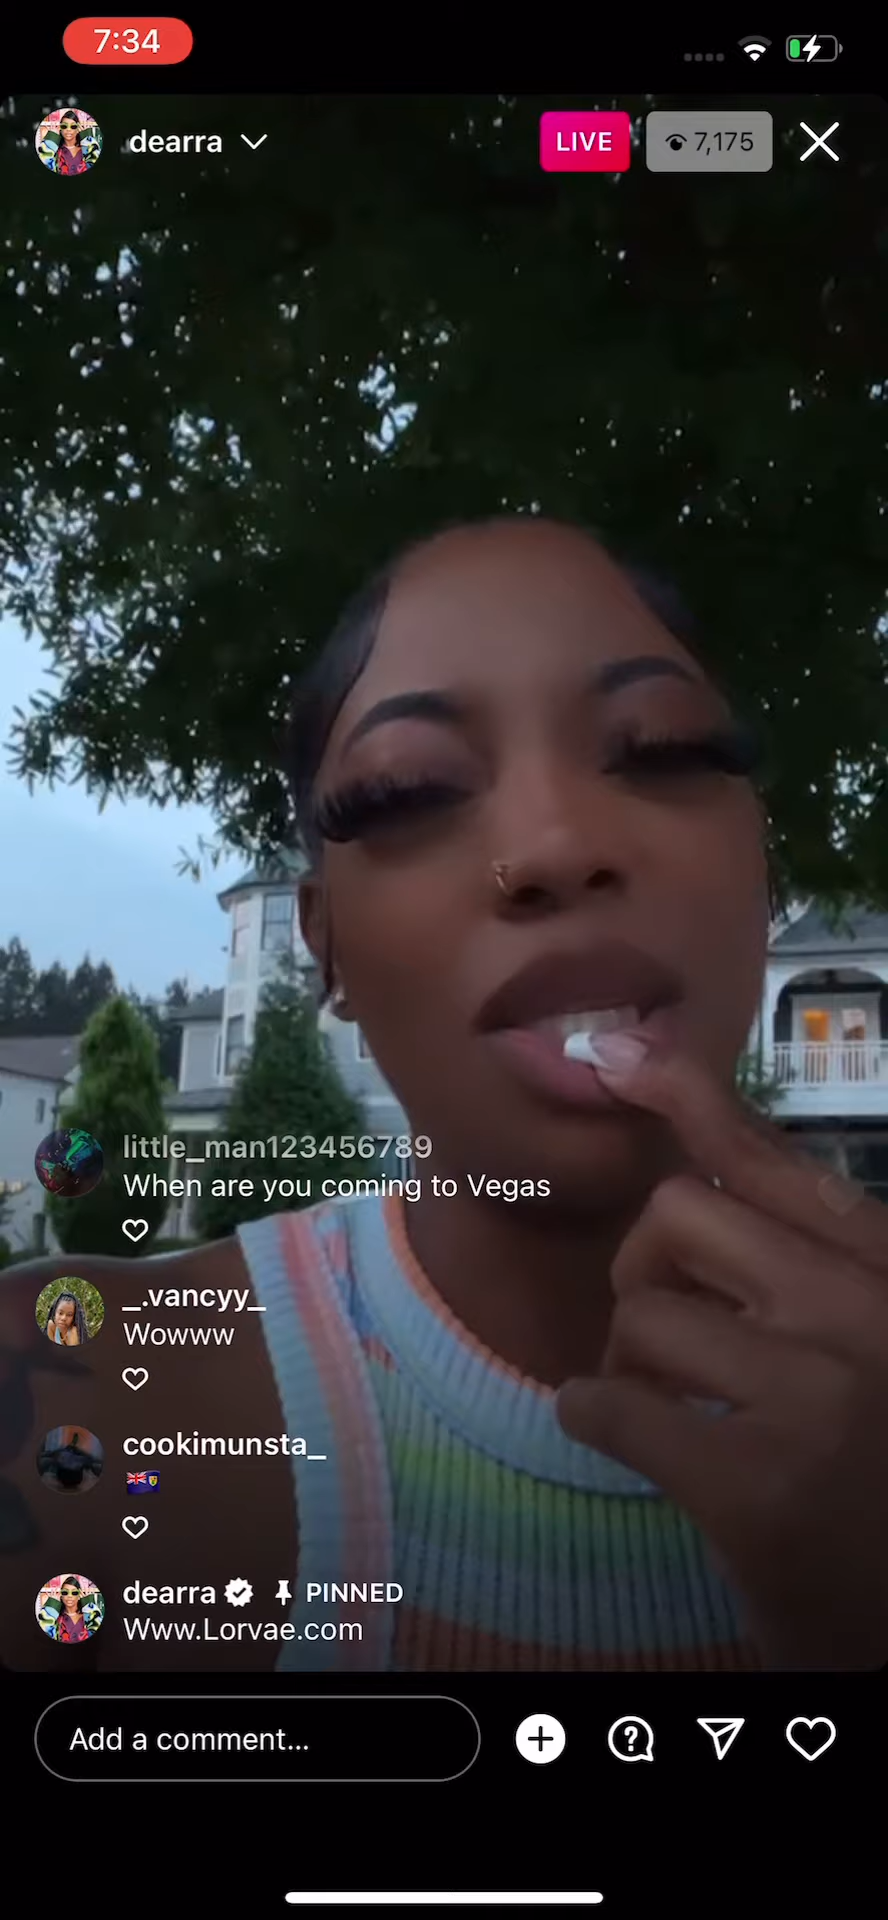 7:34
dearra
LIVE
7,175
little_man123456789
When are you coming to Vegas
_.vancyy_
Wowww
cookimunsta_
dearra PINNED
Www.Lorvae.com
Add a comment...